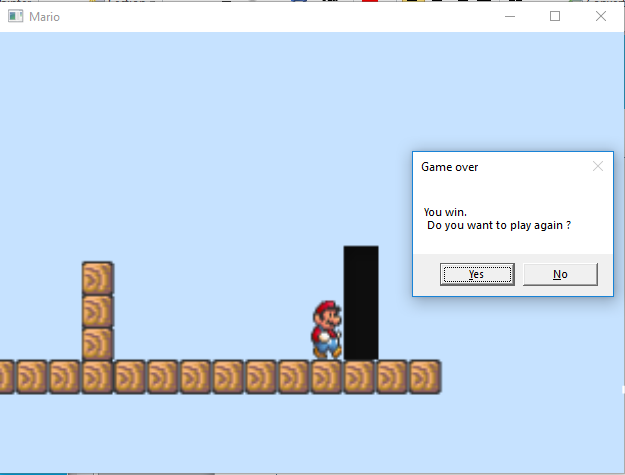 Mario
Game over
You win.
Do you want to play again ?
Yes
No